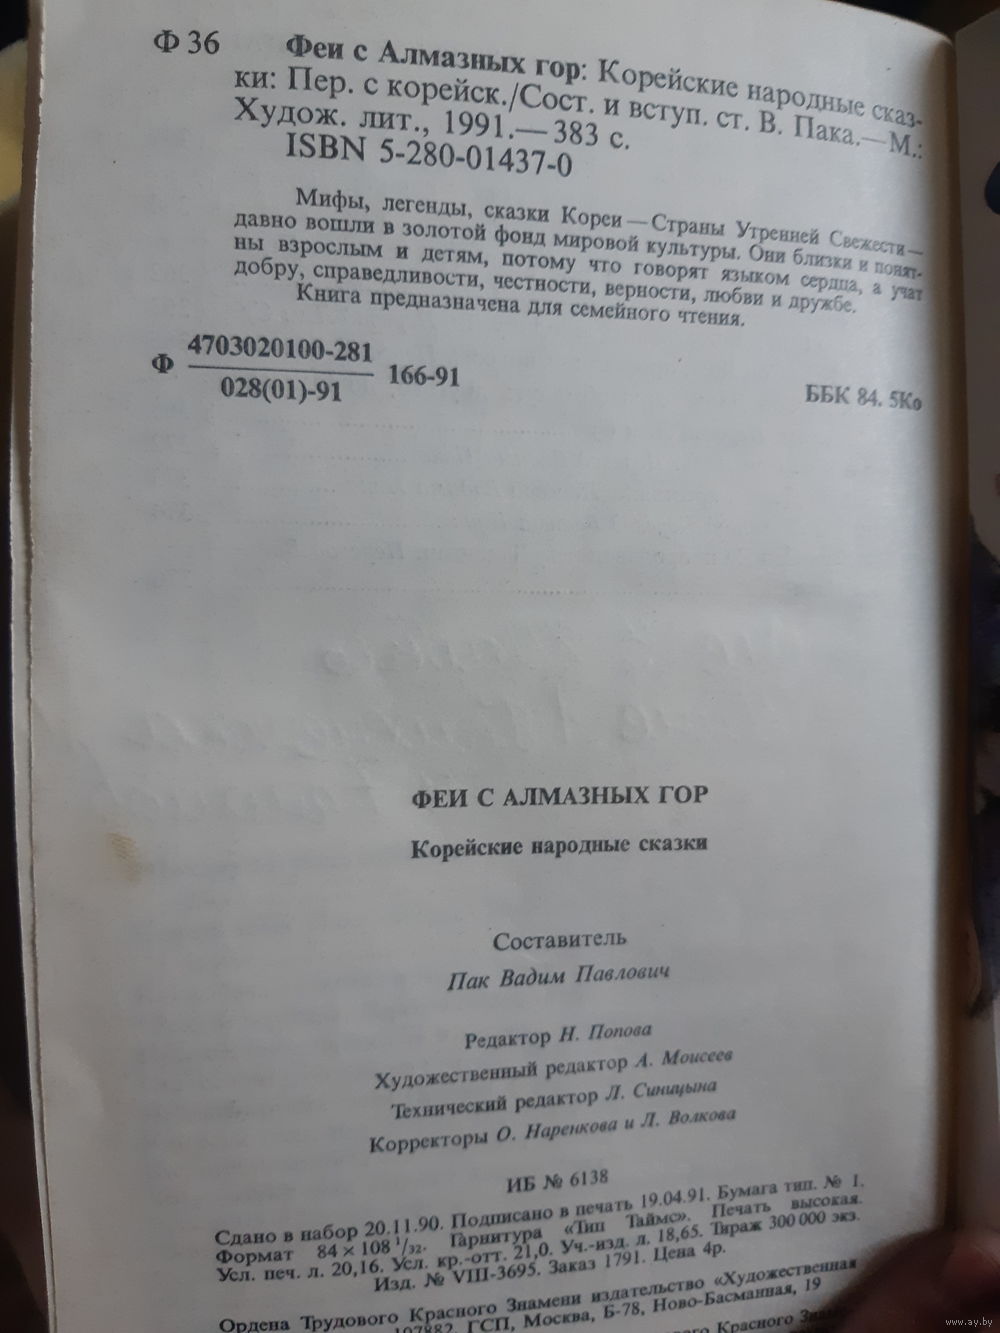 Ф 36 Феи с Алмазных гор: Корейские народные сказ-
ки: Пер. с корейск./Сост. и вступ. ст. В. Пака.—М.:
Худож. лит., 1991.— 383 с.
ISBN 5-280-01437-0
Мифы, легенды, сказки Кореи — Страны Утренней Свежести —
давно вошли в золотой фонд мировой культуры. Они близки и понят-
ны взрослым и детям, потому что говорят языком сердца, а учат
добру, справедливости, честности, верности, любви и дружбе.
Книга предназначена для семейного чтения.
Ф 4703020100-281 166-91
028(01)-91
ББК 84. 5Ко
ФЕИ С АЛМАЗНЫХ ГОР
Корейские народные сказки
Составитель
Пак Вадим Павлович
Редактор Н. Попова
Художественный редактор А. Моисеев
Технический редактор Л. Синицына
Корректоры О. Наренкова и Л. Волкова
ИБ № 6138
Сдано в набор 20.11.90. Подписано в печать 19.04.91. Бумага тип. № 1.
Формат 84 × 108 1/32. Гарнитура «Тип Таймс». Печать высокая.
Усл. печ. л. 20,16. Усл. кр.-отт. 21,0. Уч.-изд. л. 18,65. Тираж 300 000 экз.
Изд. № VIII-3695. Заказ 1791. Цена 4р.
Ордена Трудового Красного Знамени издательство «Художественная
107882, ГСП, Москва, Б-78, Ново-Басманная, 19
Красного
www.ay.by